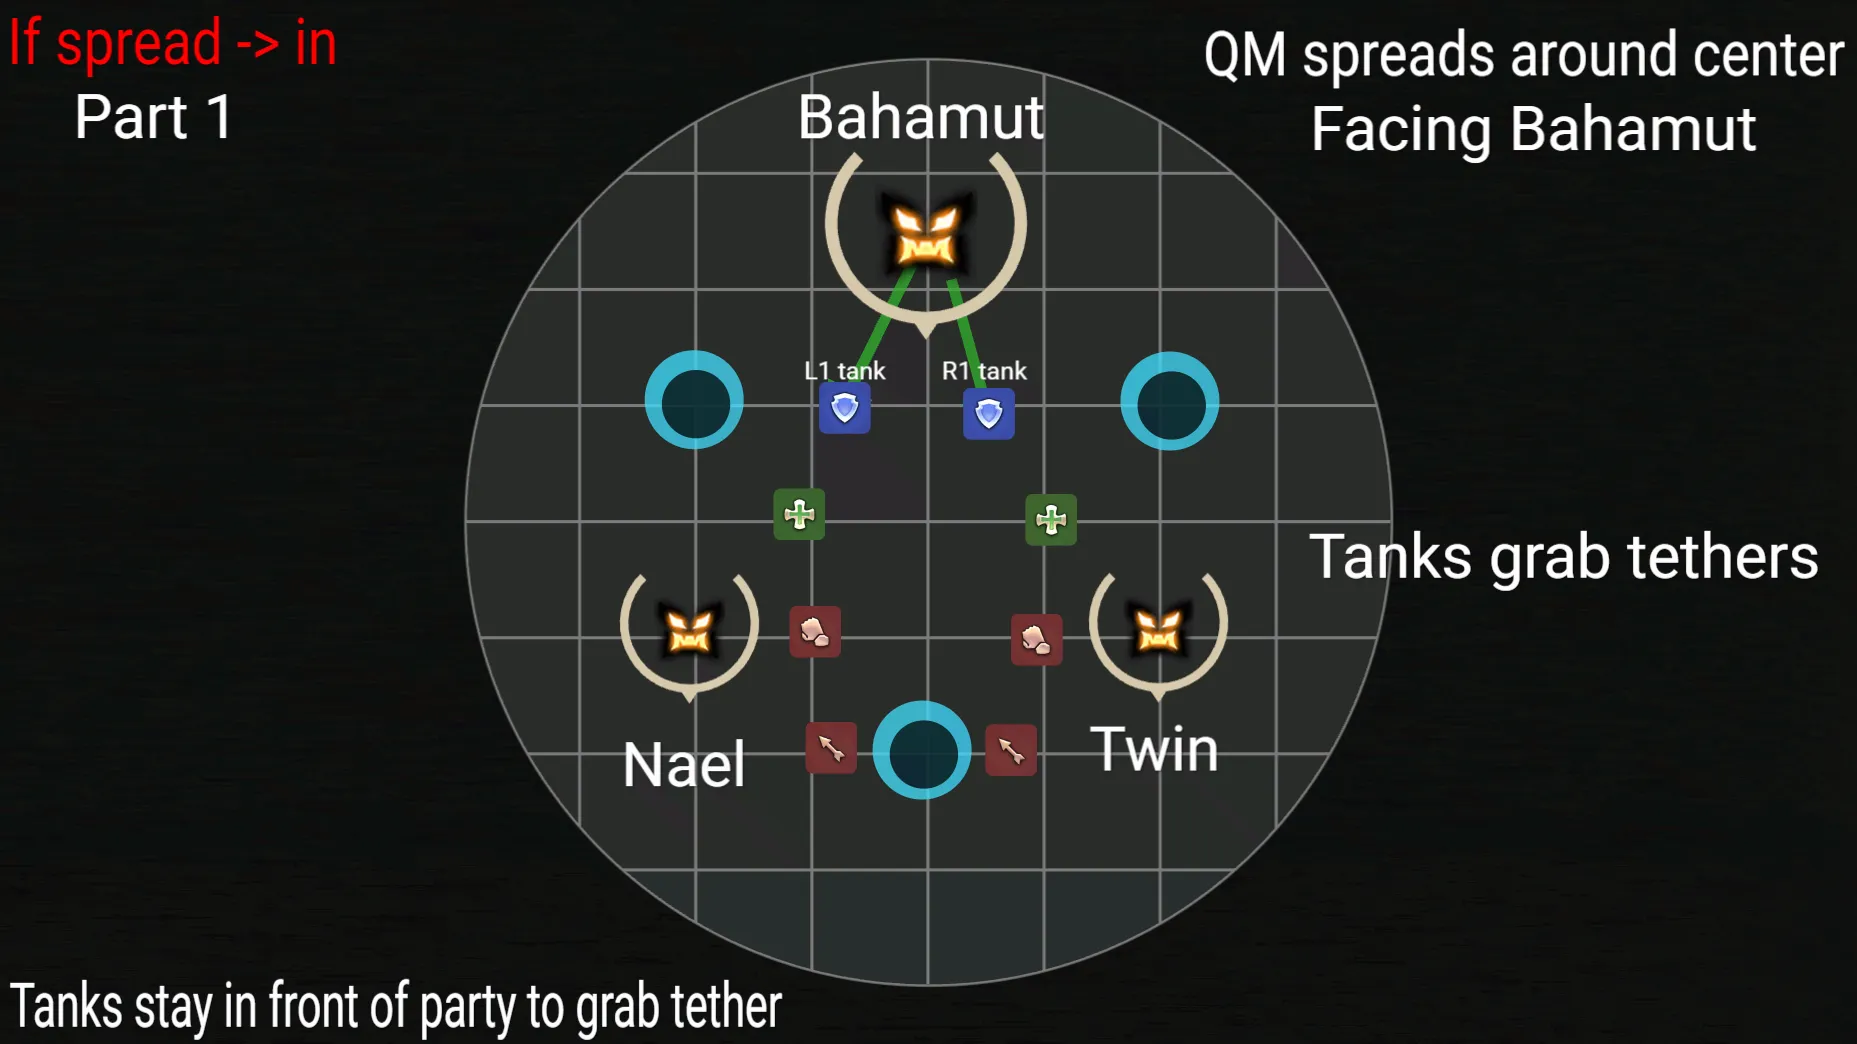 If spread -> in
Part 1
QM spreads around center
Facing Bahamut
Bahamut
L1 tank
R1 tank
Tanks grab tethers
Nael
Twin
Tanks stay in front of party to grab tether